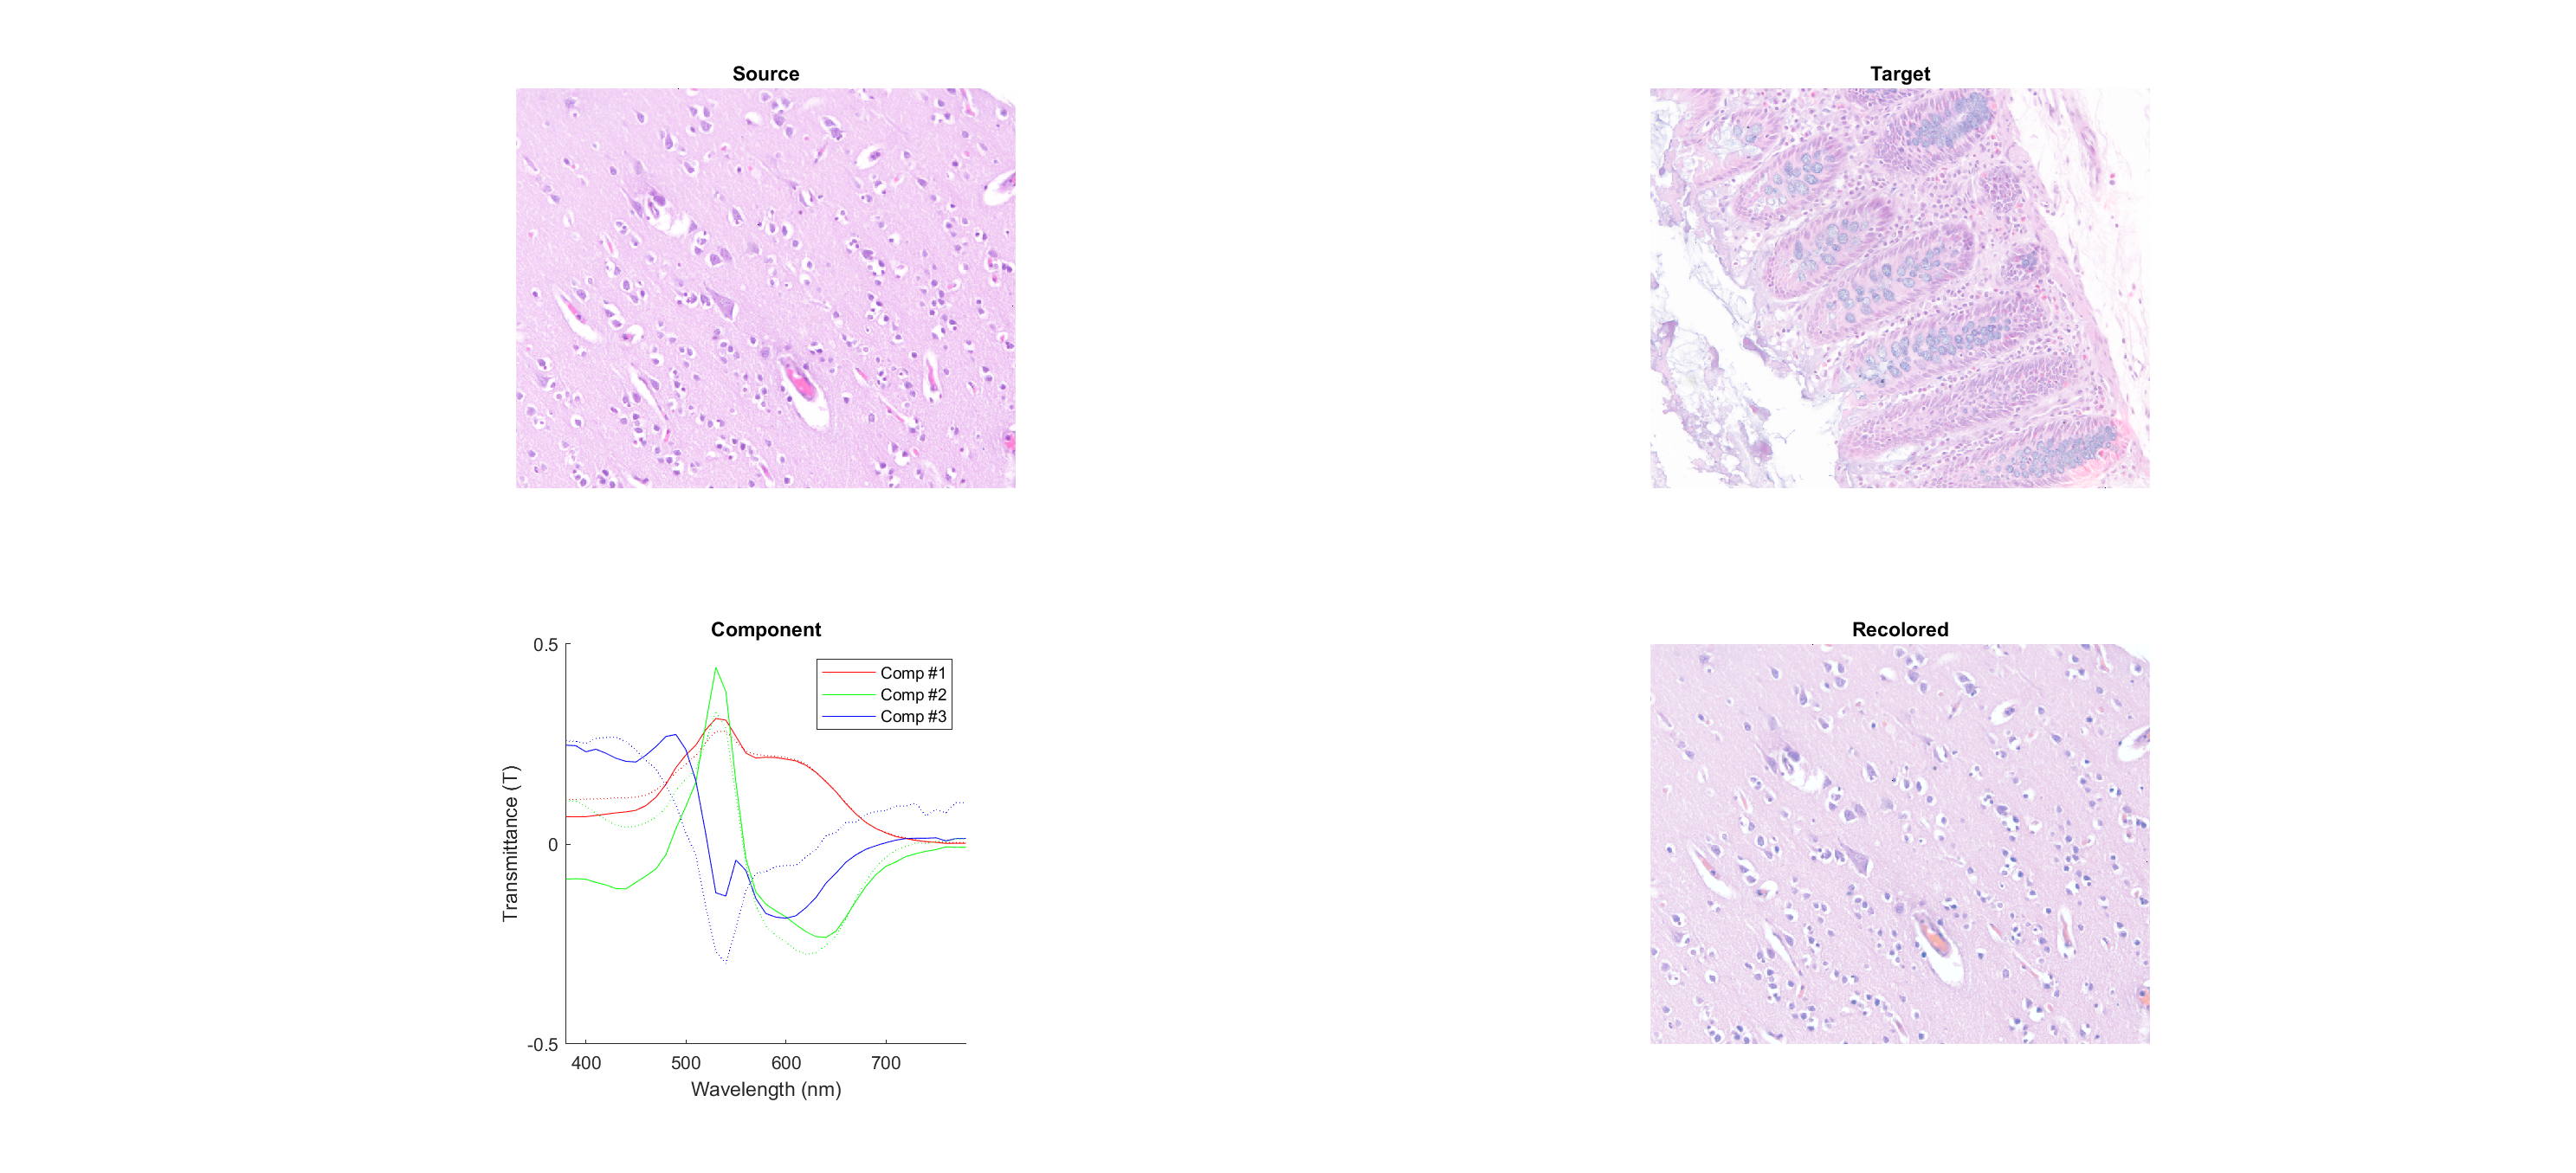 Source
Target
Component
0.5
0
-0.5
400 500 600 700
Transmittance (T)
Wavelength (nm)
Comp #1
Comp #2
Comp #3
Recolored